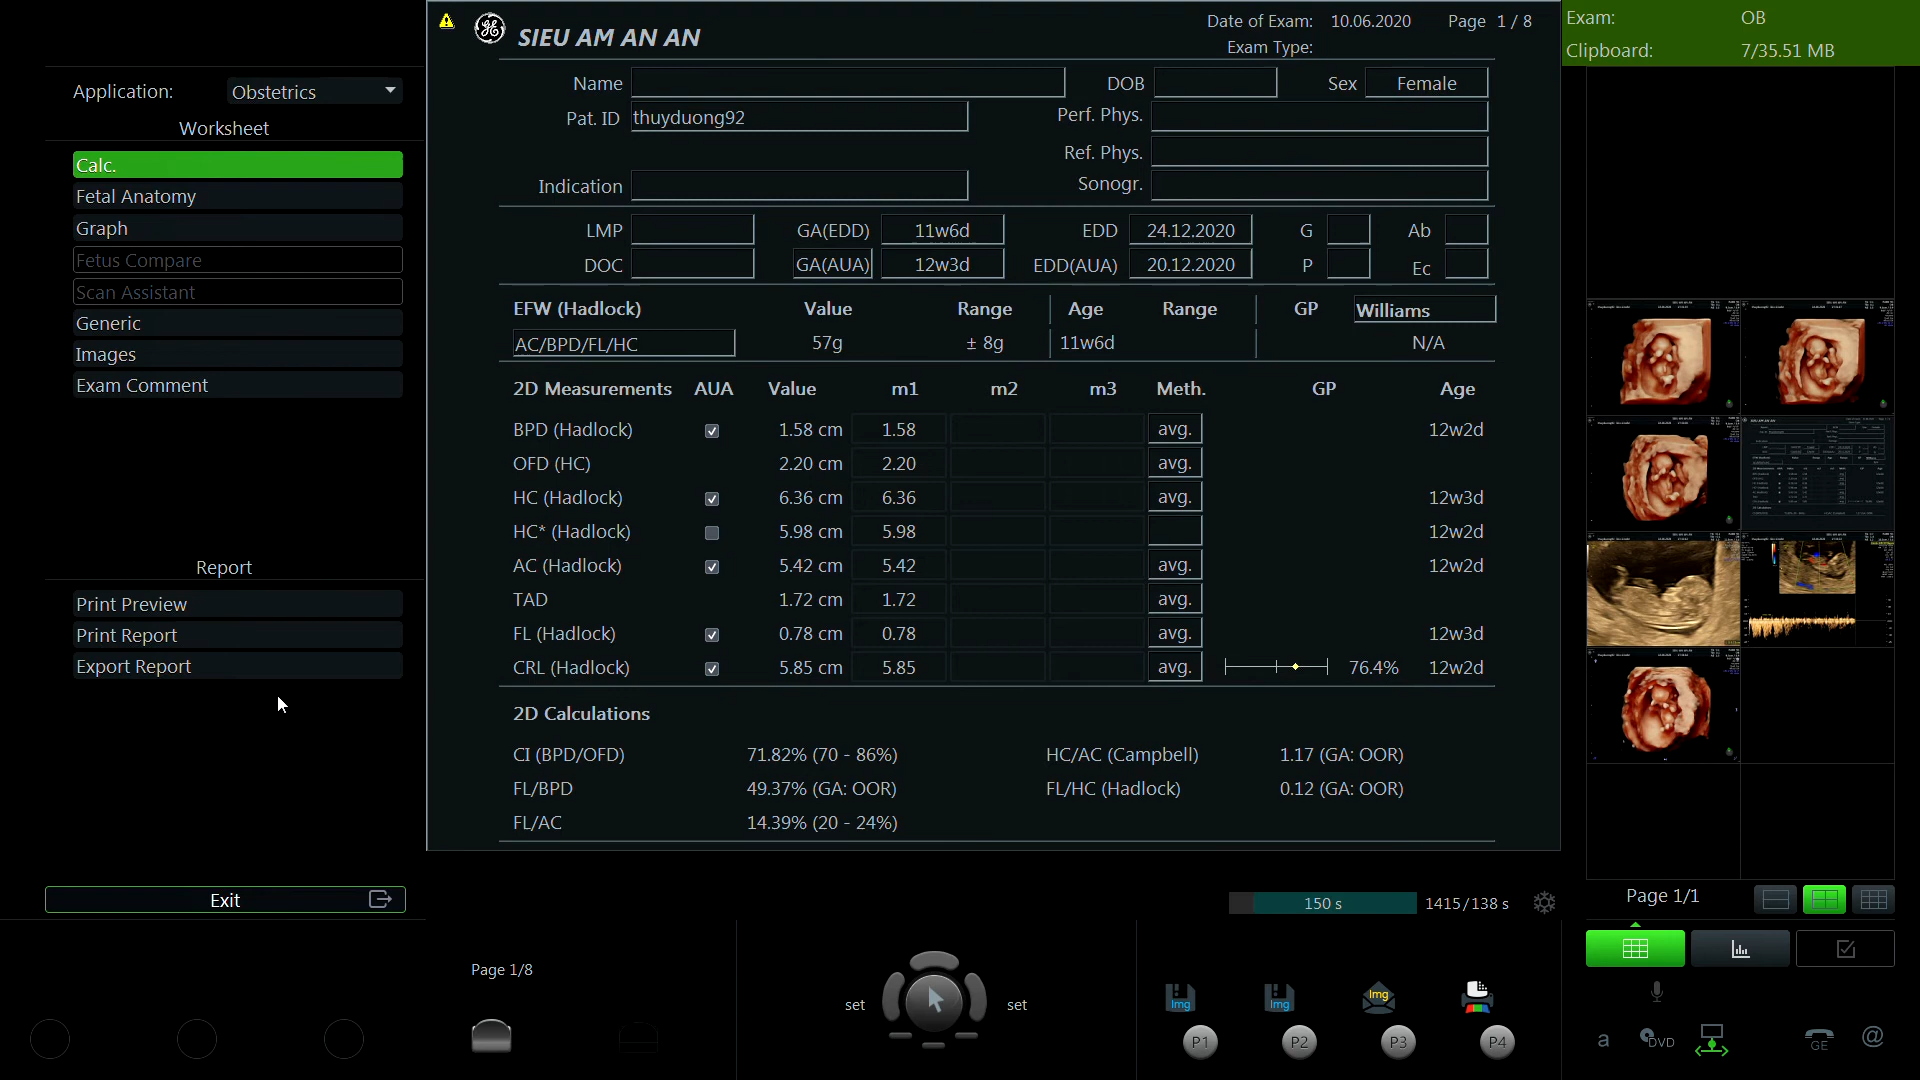 SIEU AM AN AN
Date of Exam: 10.06.2020 Page 1 / 8
Exam Type:
Exam: OB
Clipboard: 7/35.51 MB
Application: Obstetrics
Worksheet
Calc.
Fetal Anatomy
Graph
Fetus Compare
Scan Assistant
Generic
Images
Exam Comment
Report
Print Preview
Print Report
Export Report
Exit
Name DOB Sex Female
Pat. ID thuyduong92 Perf. Phys.
Ref. Phys.
Indication Sonogr.
LMP GA(EDD) 11w6d EDD 24.12.2020 G Ab
DOC GA(AUA) 12w3d EDD(AUA) 20.12.2020 P Ec
EFW (Hadlock) Value Range Age Range GP Williams
AC/BPD/FL/HC 57g ± 8g 11w6d N/A
2D Measurements AUA Value m1 m2 m3 Meth. GP Age
BPD (Hadlock) 1.58 cm 1.58 avg. 12w2d
OFD (HC) 2.20 cm 2.20 avg.
HC (Hadlock) 6.36 cm 6.36 avg. 12w3d
HC* (Hadlock) 5.98 cm 5.98 12w2d
AC (Hadlock) 5.42 cm 5.42 avg. 12w2d
TAD 1.72 cm 1.72 avg.
FL (Hadlock) 0.78 cm 0.78 avg. 12w3d
CRL (Hadlock) 5.85 cm 5.85 avg. 76.4% 12w2d
2D Calculations
CI (BPD/OFD) 71.82% (70 - 86%) HC/AC (Campbell) 1.17 (GA: OOR)
FL/BPD 49.37% (GA: OOR) FL/HC (Hadlock) 0.12 (GA: OOR)
FL/AC 14.39% (20 - 24%)
150 s 1415/138 s
Page 1/1
Page 1/8
set set
Img Img Img
P1 P2 P3 P4
a DVD GE @